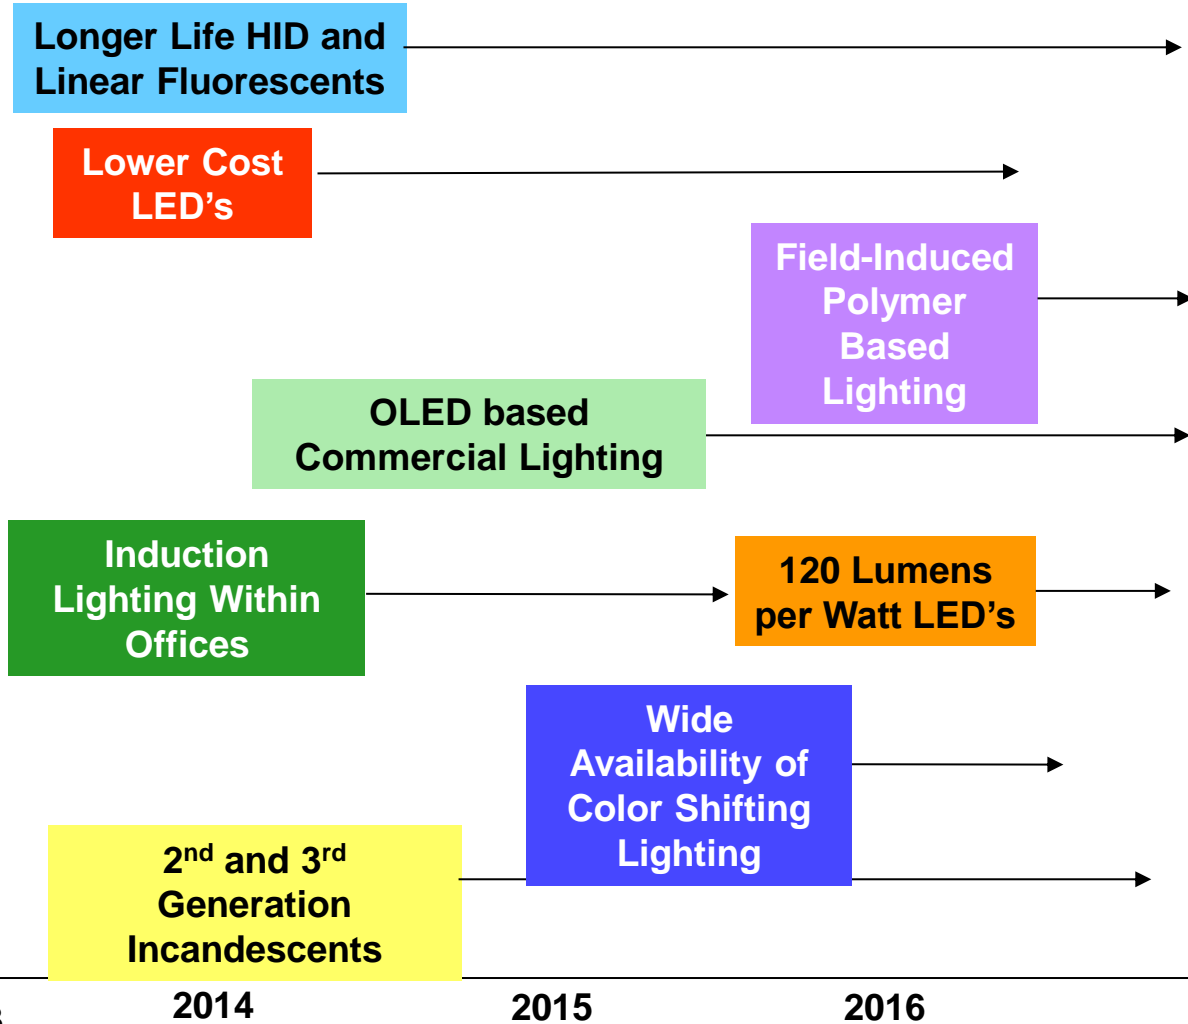 Longer Life HID and
Linear Fluorescents
Lower Cost
LED’s
Field-Induced
Polymer
Based
Lighting
OLED based
Commercial Lighting
Induction
Lighting Within
Offices
120 Lumens
per Watt LED’s
Wide
Availability of
Color Shifting
Lighting
2nd and 3rd
Generation
Incandescents
2014
2015
2016